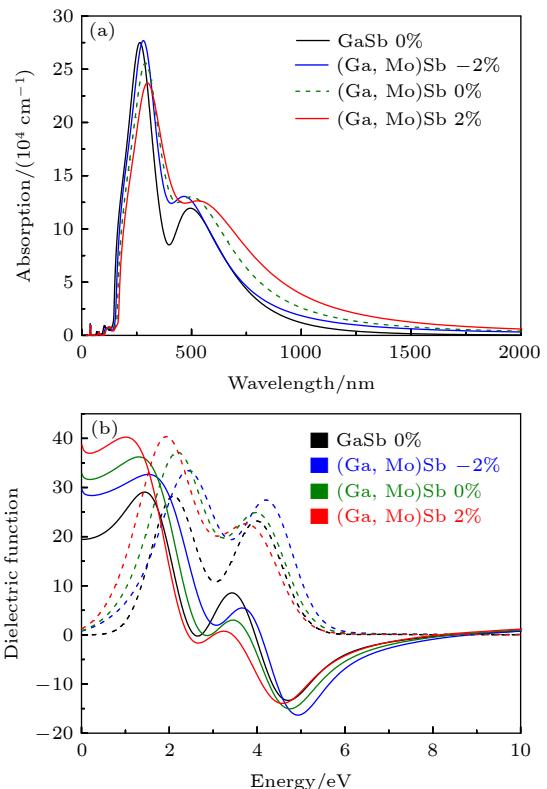 (a)
GaSb 0%
(Ga, Mo)Sb −2%
(Ga, Mo)Sb 0%
(Ga, Mo)Sb 2%
Absorption/(10⁴ cm⁻¹)
30
25
20
15
10
5
0
0 500 1000 1500 2000
Wavelength/nm
(b)
GaSb 0%
(Ga, Mo)Sb −2%
(Ga, Mo)Sb 0%
(Ga, Mo)Sb 2%
Dielectric function
40
30
20
10
0
−10
−20
0 2 4 6 8 10
Energy/eV